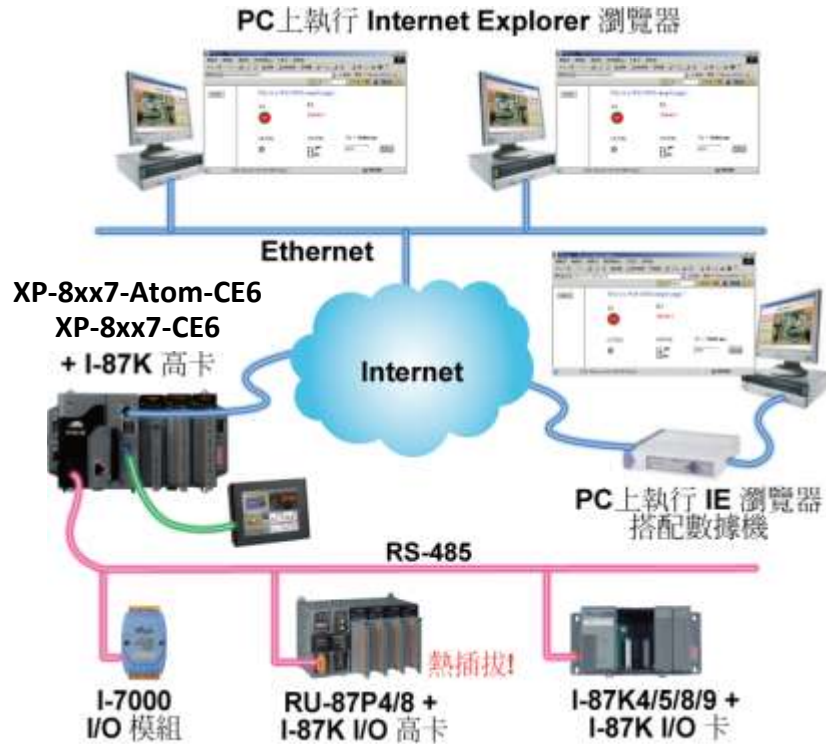 PC上執行 Internet Explorer 瀏覽器
Ethernet
XP-8xx7-Atom-CE6
XP-8xx7-CE6
+ I-87K 高卡
Internet
PC上執行 IE 瀏覽器
搭配數據機
RS-485
熱插拔!
I-7000
I/O 模組
RU-87P4/8 +
I-87K I/O 高卡
I-87K4/5/8/9 +
I-87K I/O 卡